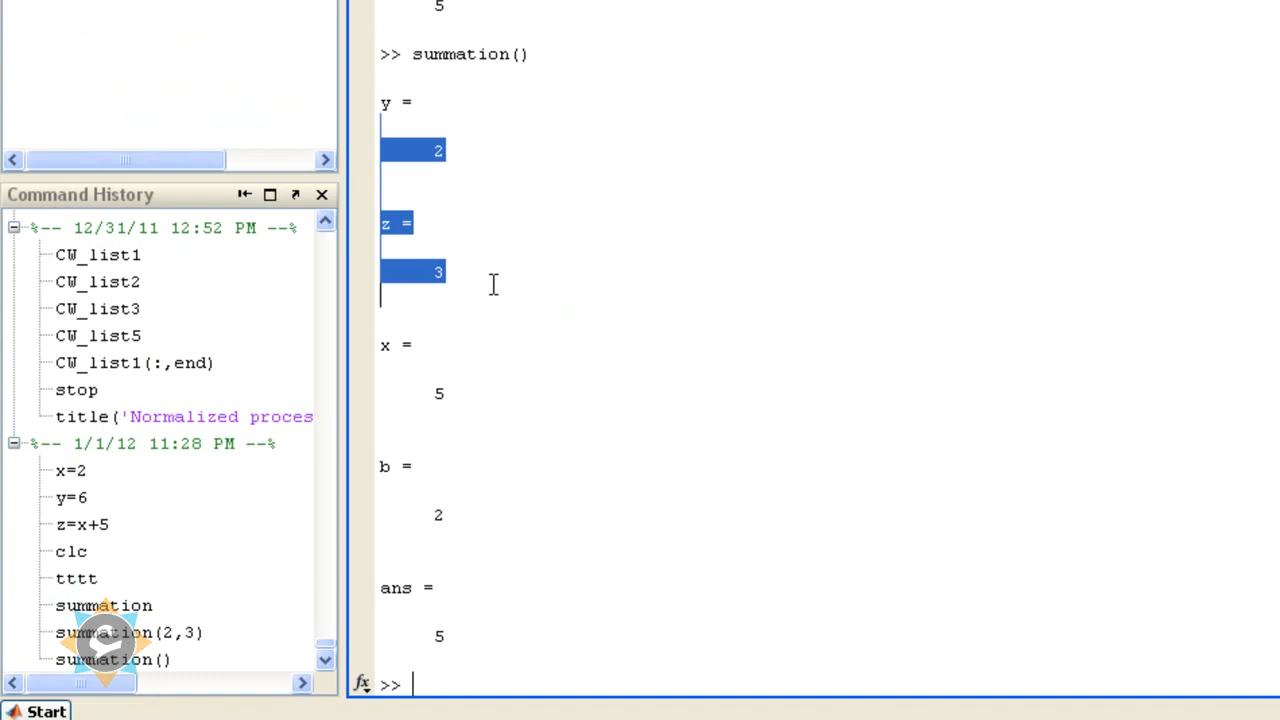 5
>> summation()
y =
2
z =
3
x =
5
b =
2
ans =
5
fx >>
Command History
%-- 12/31/11 12:52 PM --%
CW_list1
CW_list2
CW_list3
CW_list5
CW_list1(:,end)
stop
title('Normalized proces
%-- 1/1/12 11:28 PM --%
x=2
y=6
z=x+5
clc
tttt
summation
summation(2,3)
summation()
Start